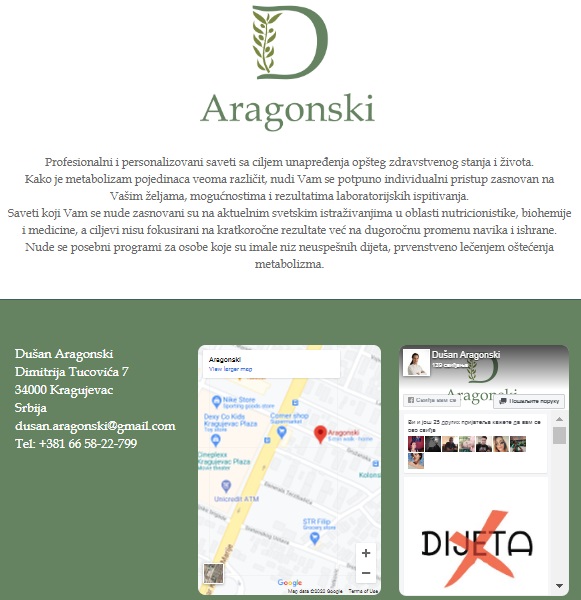 D
Aragonski
Profesionalni i personalizovani saveti sa ciljem unapređenja opšteg zdravstvenog stanja i života.
Kako je metabolizam pojedinaca veoma različit, nudi Vam se potpuno individualni pristup zasnovan na
Vašim željama, mogućnostima i rezultatima laboratorijskih ispitivanja.
Saveti koji Vam se nude zasnovani su na aktuelnim svetskim istraživanjima u oblasti nutricionistike, biohemije
i medicine, a ciljevi nisu fokusirani na kratkoročne rezultate već na dugoročnu promenu navika i ishrane.
Nude se posebni programi za osobe koje su imale niz neuspešnih dijeta, prvenstveno lečenjem oštećenja
metabolizma.
Dušan Aragonski
Dimitrija Tucovića 7
34000 Kragujevac
Srbija
dusan.aragonski@gmail.com
Tel: +381 66 58-22-799
Aragonski
View larger map
Nike Store
Sporting goods store
Dexy Co Kids
Kragujevac Plaza
Corner shop
Supermarket
Aragonski
5 min walk · home
Cineplexx
Kragujevac Plaza
Kolons
UniCredit ATM
STR Filip
Grocery store
Google
Map data ©2022 Google
Terms of Use
Dušan Aragonski
139 свиђања
Aragonski
Свиђа вам се
Пошаљите поруку
Ви и још 25 других пријатеља кажете да вам се
ово свиђа
DIJETA